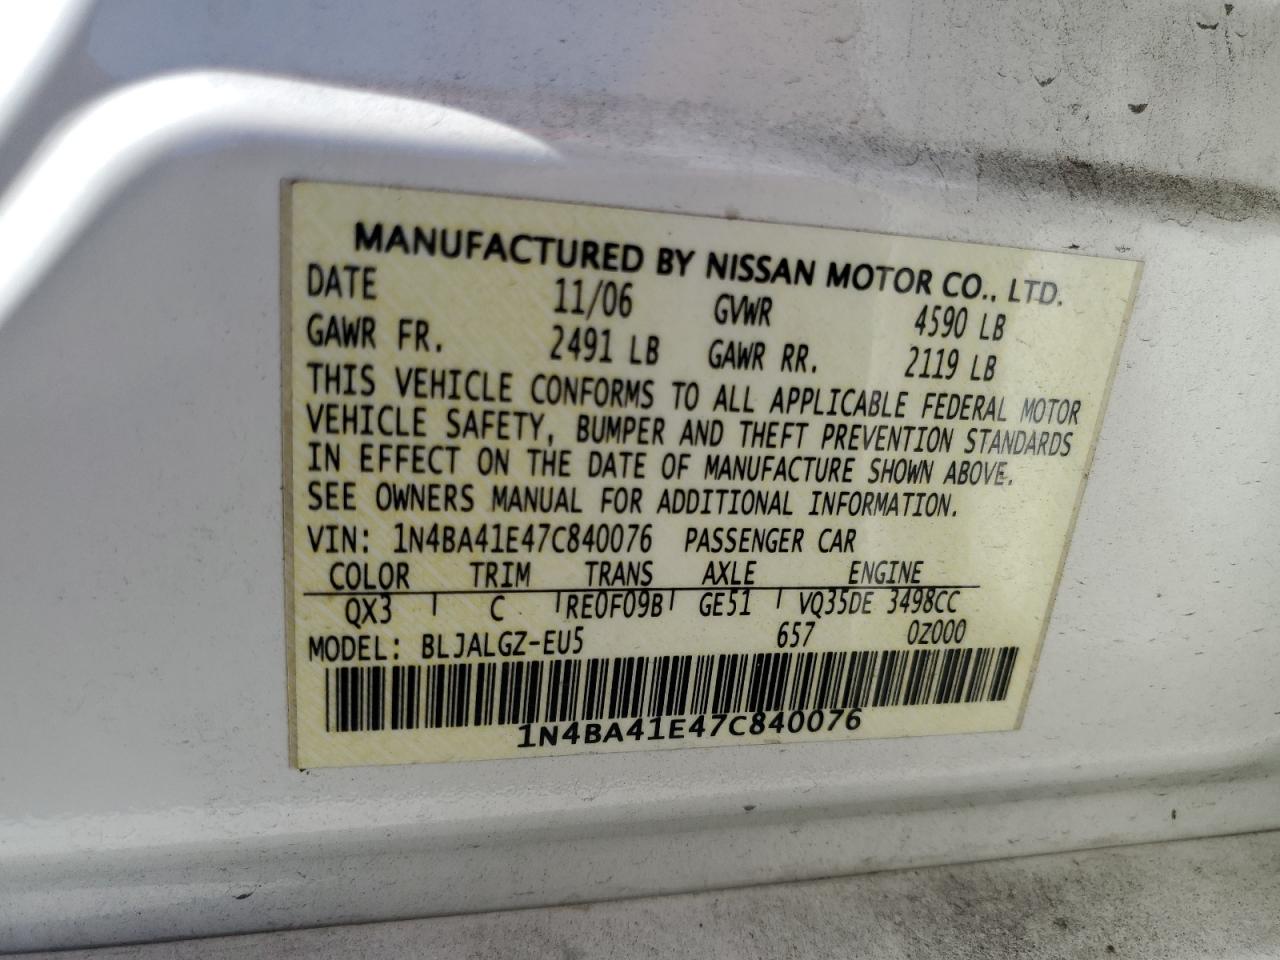 MANUFACTURED BY NISSAN MOTOR CO., LTD.
DATE 11/06 GVWR 4590 LB
GAWR FR. 2491 LB GAWR RR. 2119 LB
THIS VEHICLE CONFORMS TO ALL APPLICABLE FEDERAL MOTOR
VEHICLE SAFETY, BUMPER AND THEFT PREVENTION STANDARDS
IN EFFECT ON THE DATE OF MANUFACTURE SHOWN ABOVE.
SEE OWNERS MANUAL FOR ADDITIONAL INFORMATION.
VIN: 1N4BA41E47C840076 PASSENGER CAR
COLOR TRIM TRANS AXLE ENGINE
QX3 C RE0F09B GE51 VQ35DE 3498CC
MODEL: BLJALGZ-EU5 657 0Z000
1N4BA41E47C840076